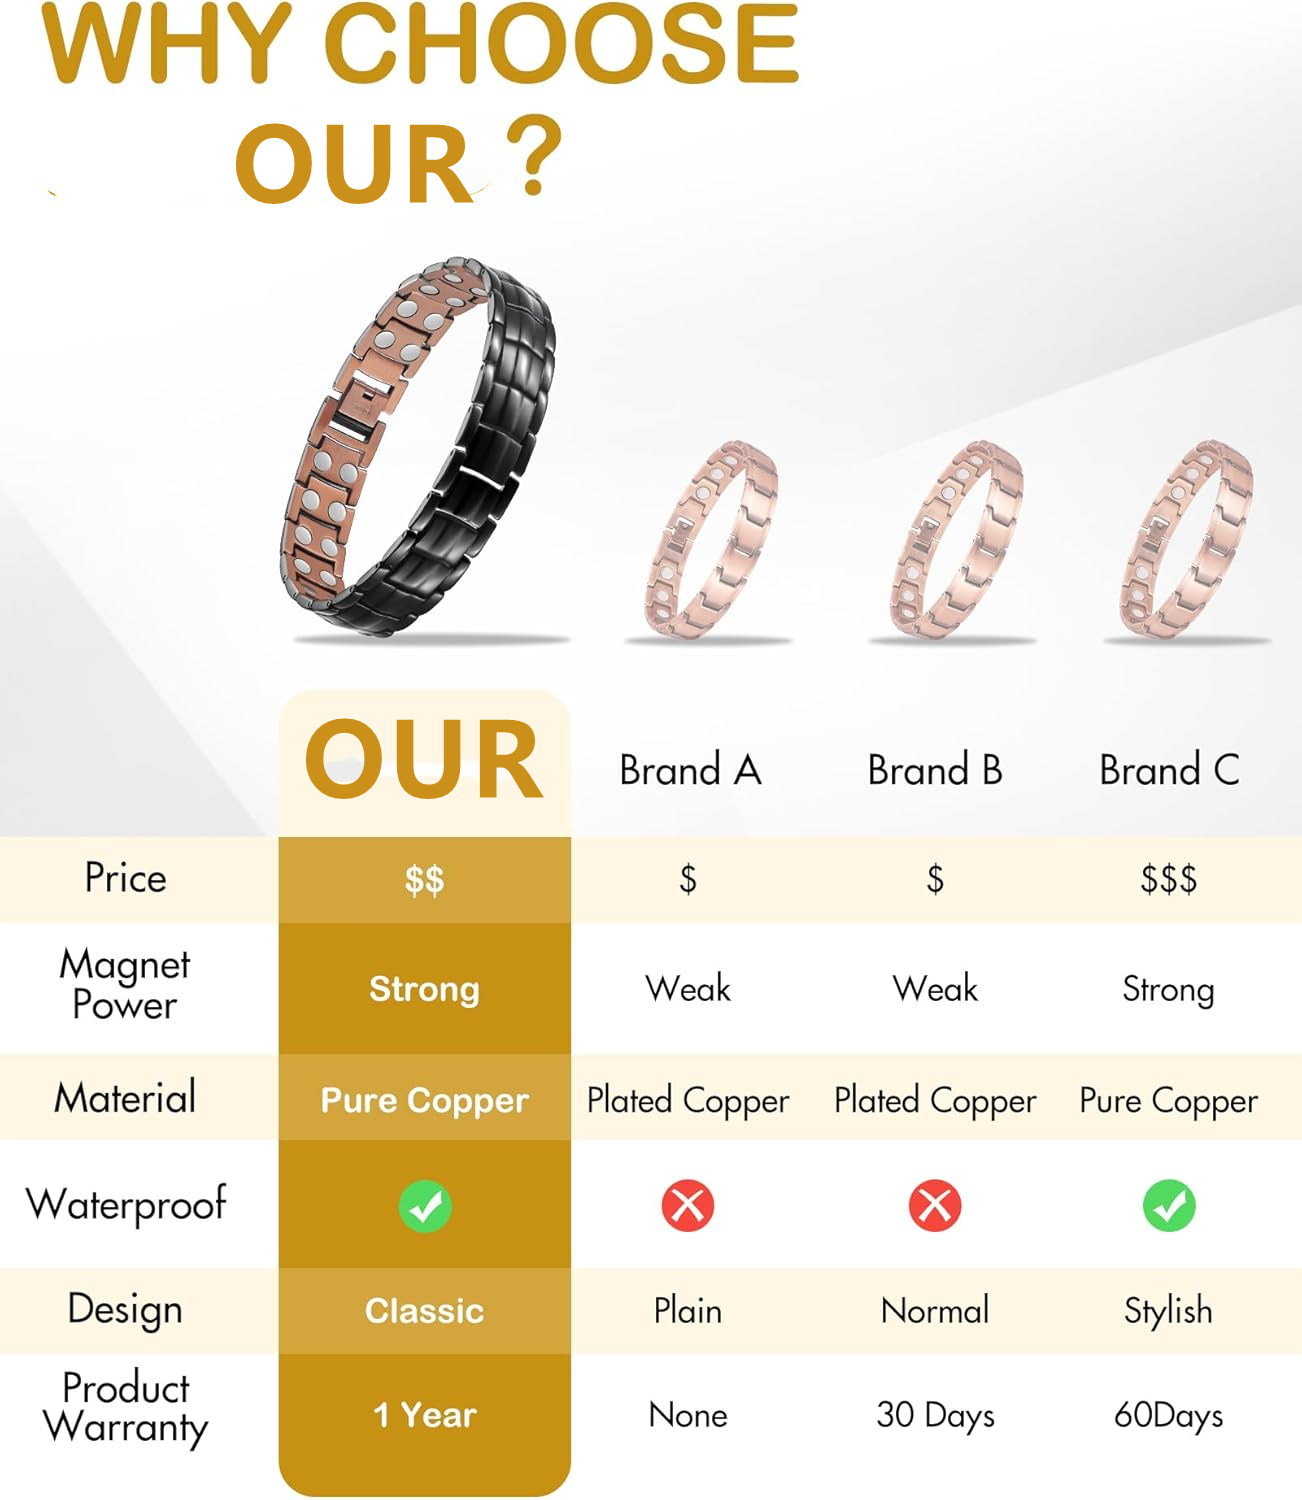 WHY CHOOSE
OUR ?
OUR
Brand A
Brand B
Brand C
Price
$$
$
$
$$$
Magnet
Power
Strong
Weak
Weak
Strong
Material
Pure Copper
Plated Copper
Plated Copper
Pure Copper
Waterproof
Design
Classic
Plain
Normal
Stylish
Product
Warranty
1 Year
None
30 Days
60Days